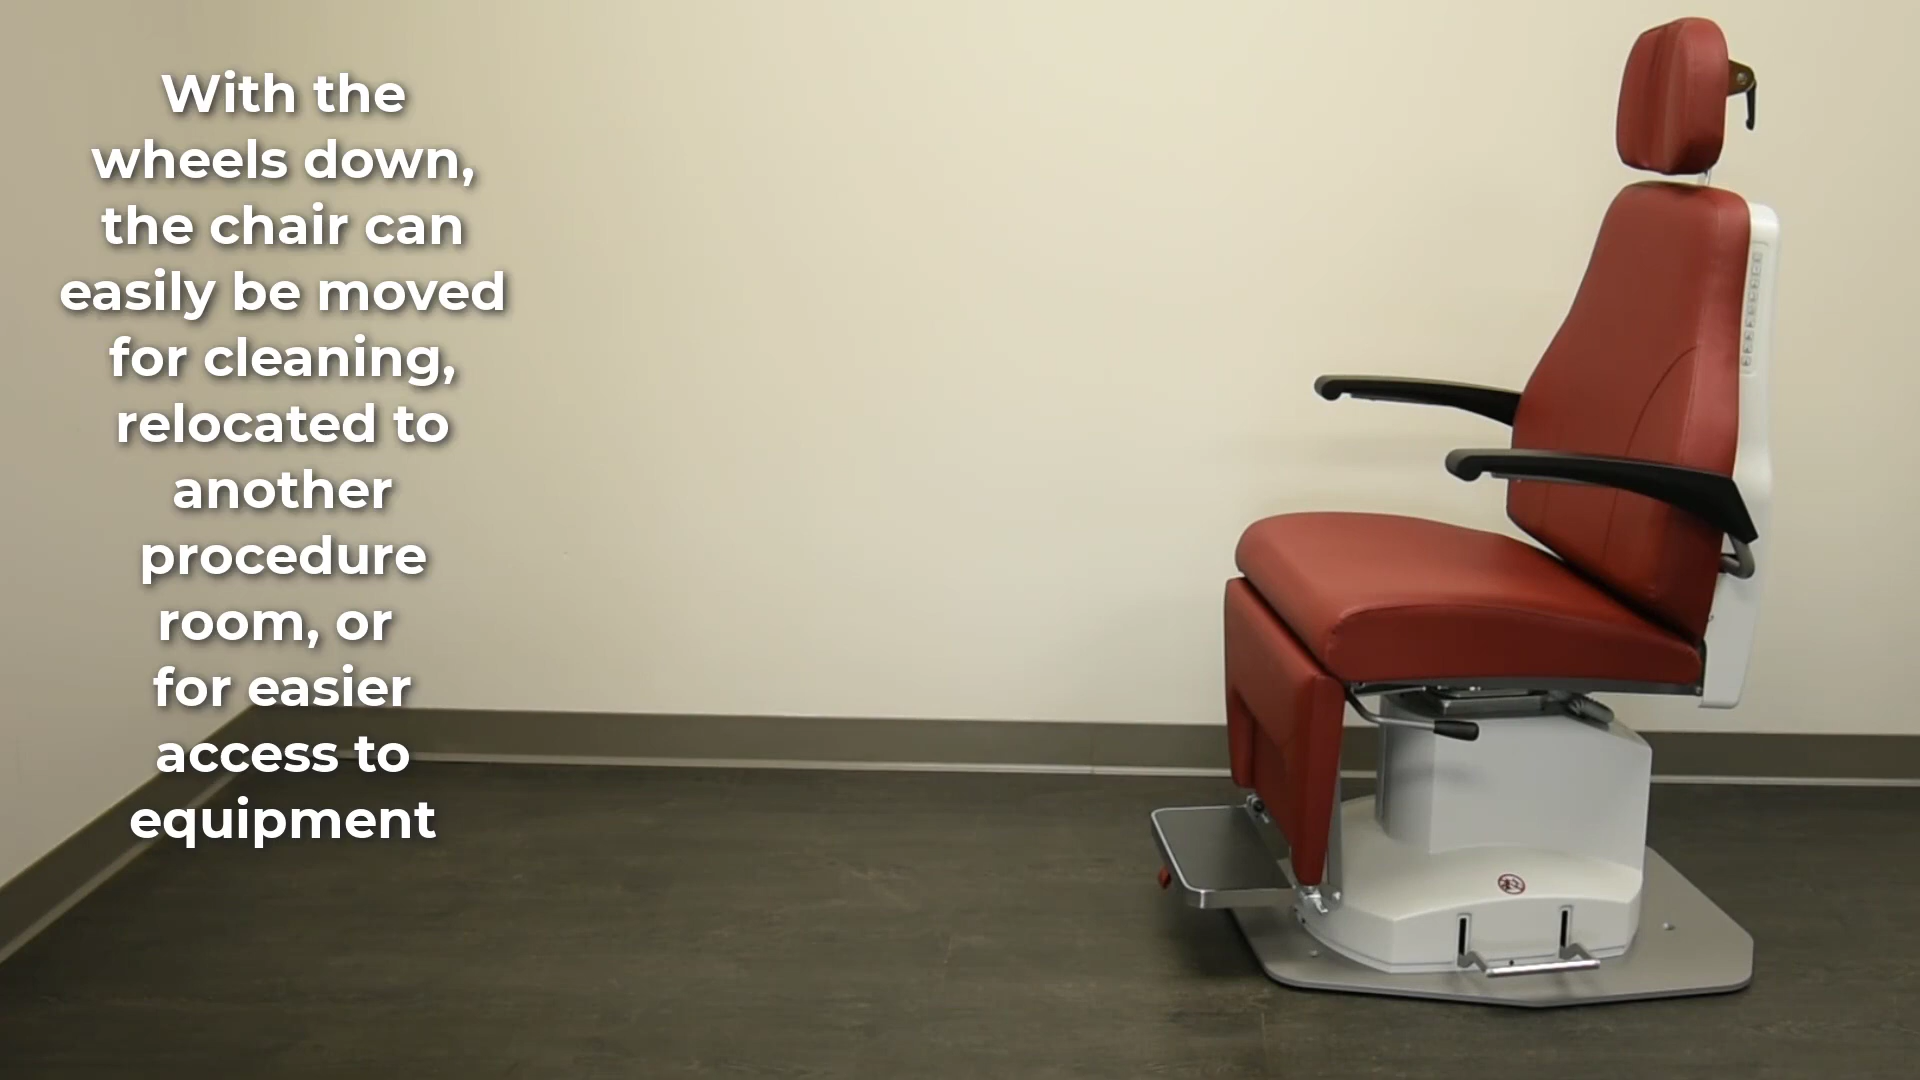 With the
wheels down,
the chair can
easily be moved
for cleaning,
relocated to
another
procedure
room, or
for easier
access to
equipment